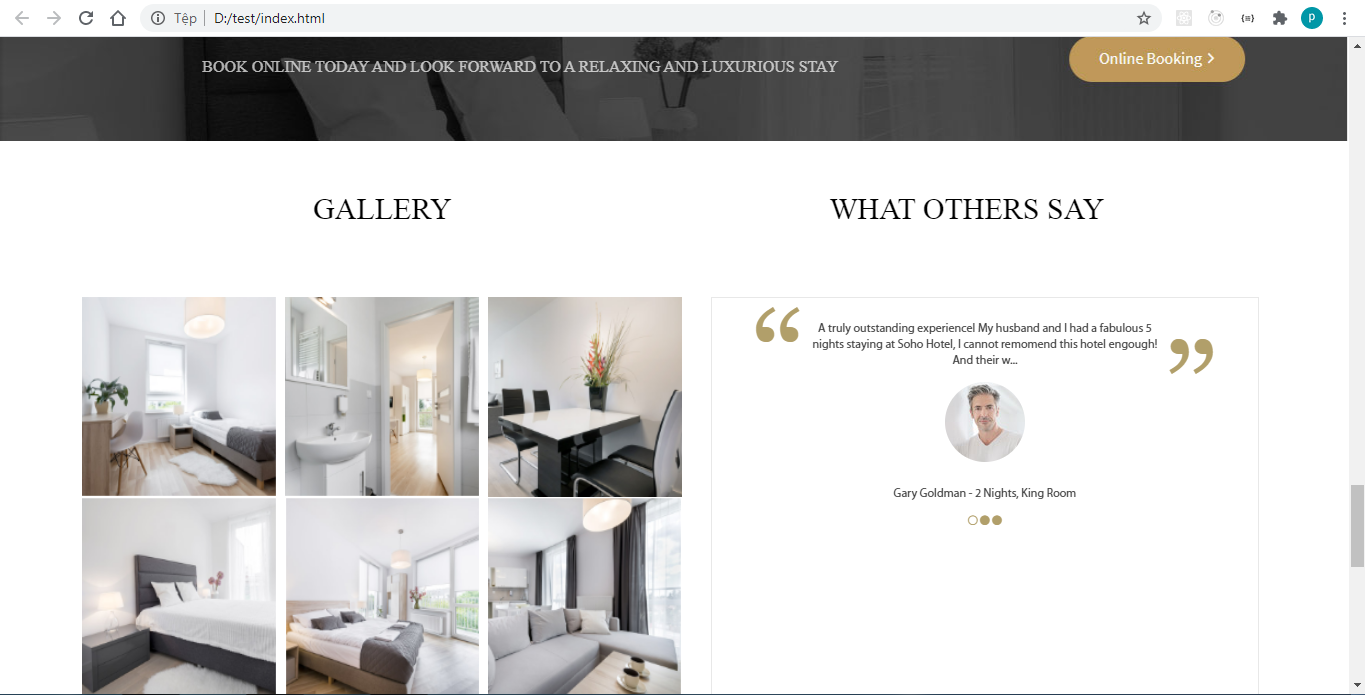 Tệp
D:/test/index.html
P
BOOK ONLINE TODAY AND LOOK FORWARD TO A RELAXING AND LUXURIOUS STAY
Online Booking
GALLERY
WHAT OTHERS SAY
“
A truly outstanding experience! My husband and I had a fabulous 5
nights staying at Soho Hotel, I cannot remomend this hotel engough!
And their w...
”
Gary Goldman - 2 Nights, King Room